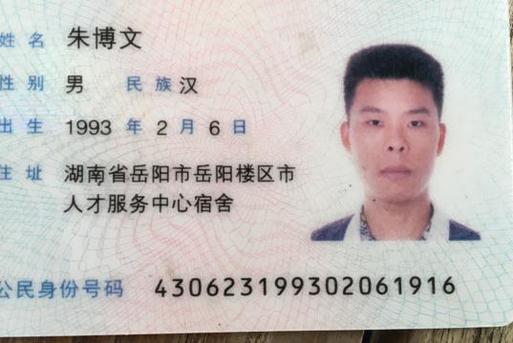 姓名 朱博文
性别 男 民族 汉
出生 1993 年 2 月 6 日
住址 湖南省岳阳市岳阳楼区市
人才服务中心宿舍
公民身份号码 430623199302061916